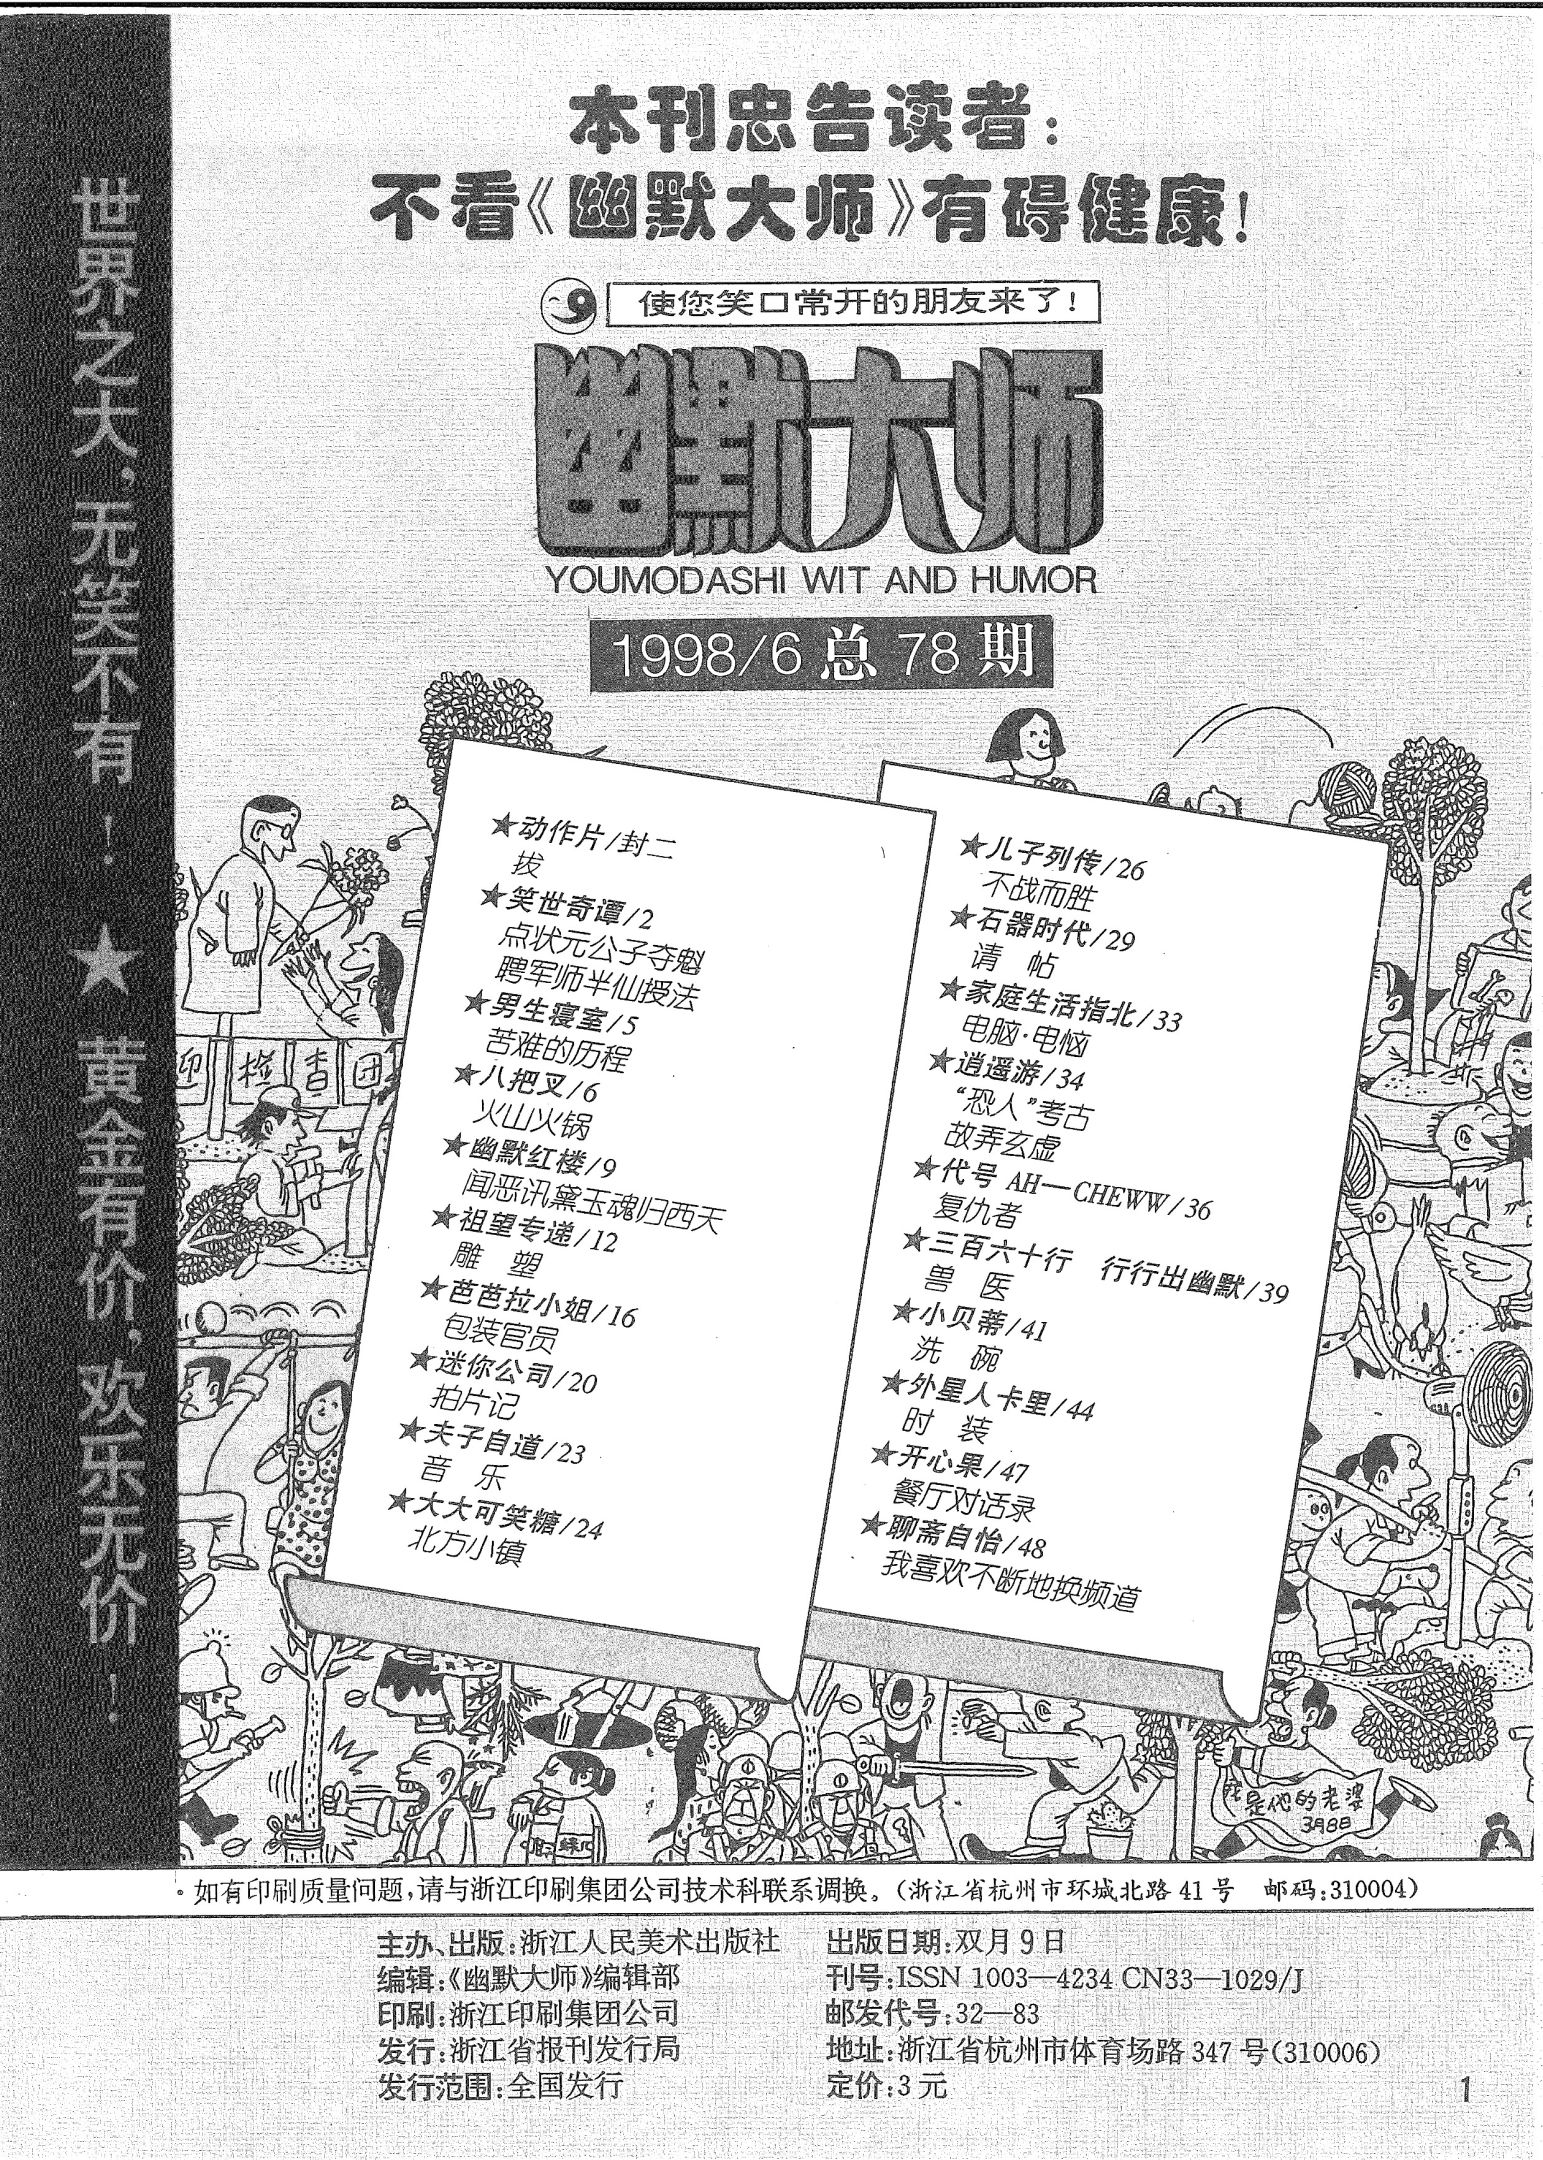 世界之大,无笑不有! ★ 黄金有价,欢乐无价!
本刊忠告读者:
不看《幽默大师》有碍健康!
使您笑口常开的朋友来了!
幽默大师
YOUMODASHI WIT AND HUMOR
1998/6 总 78 期
★动作片/封二
拔
★笑世奇谭/2
点状元公子夺魁
聘军师半仙授法
★男生寝室/5
苦难的历程
★八把叉/6
火山火锅
★幽默红楼/9
闻恶讯黛玉魂归西天
★祖望专递/12
雕 塑
★芭芭拉小姐/16
包装官员
★迷你公司/20
拍片记
★夫子自道/23
音 乐
★大大可笑糖/24
北方小镇
★儿子列传/26
不战而胜
★石器时代/29
请 帖
★家庭生活指北/33
电脑·电恼
★逍遥游/34
“恐人”考古
故弄玄虚
★代号 AH—CHEWW/36
复仇者
★三百六十行 行行出幽默/39
兽 医
★小贝蒂/41
洗 碗
★外星人卡里/44
时 装
★开心果/47
餐厅对话录
★聊斋自怡/48
我喜欢不断地换频道
迎检查团
我是他的老婆
3月8日
。如有印刷质量问题,请与浙江印刷集团公司技术科联系调换。(浙江省杭州市环城北路 41 号 邮码:310004)
主办、出版:浙江人民美术出版社
编辑:《幽默大师》编辑部
印刷:浙江印刷集团公司
发行:浙江省报刊发行局
发行范围:全国发行
出版日期:双月 9 日
刊号:ISSN 1003—4234 CN33—1029/J
邮发代号:32—83
地址:浙江省杭州市体育场路 347 号(310006)
定价:3 元
1